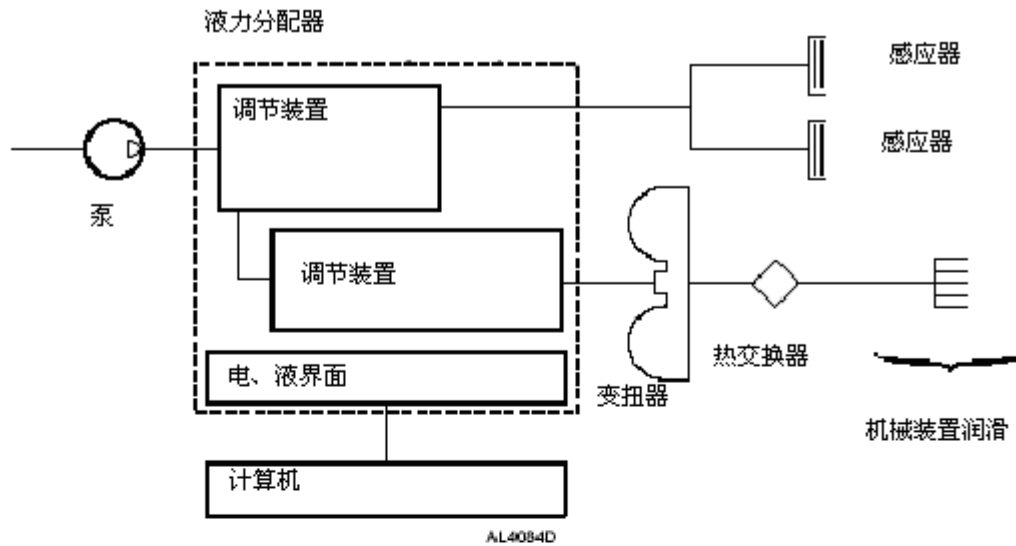 液力分配器
感应器
调节装置
感应器
泵
调节装置
热交换器
电、液界面
变扭器
机械装置润滑
计算机
AL4084D